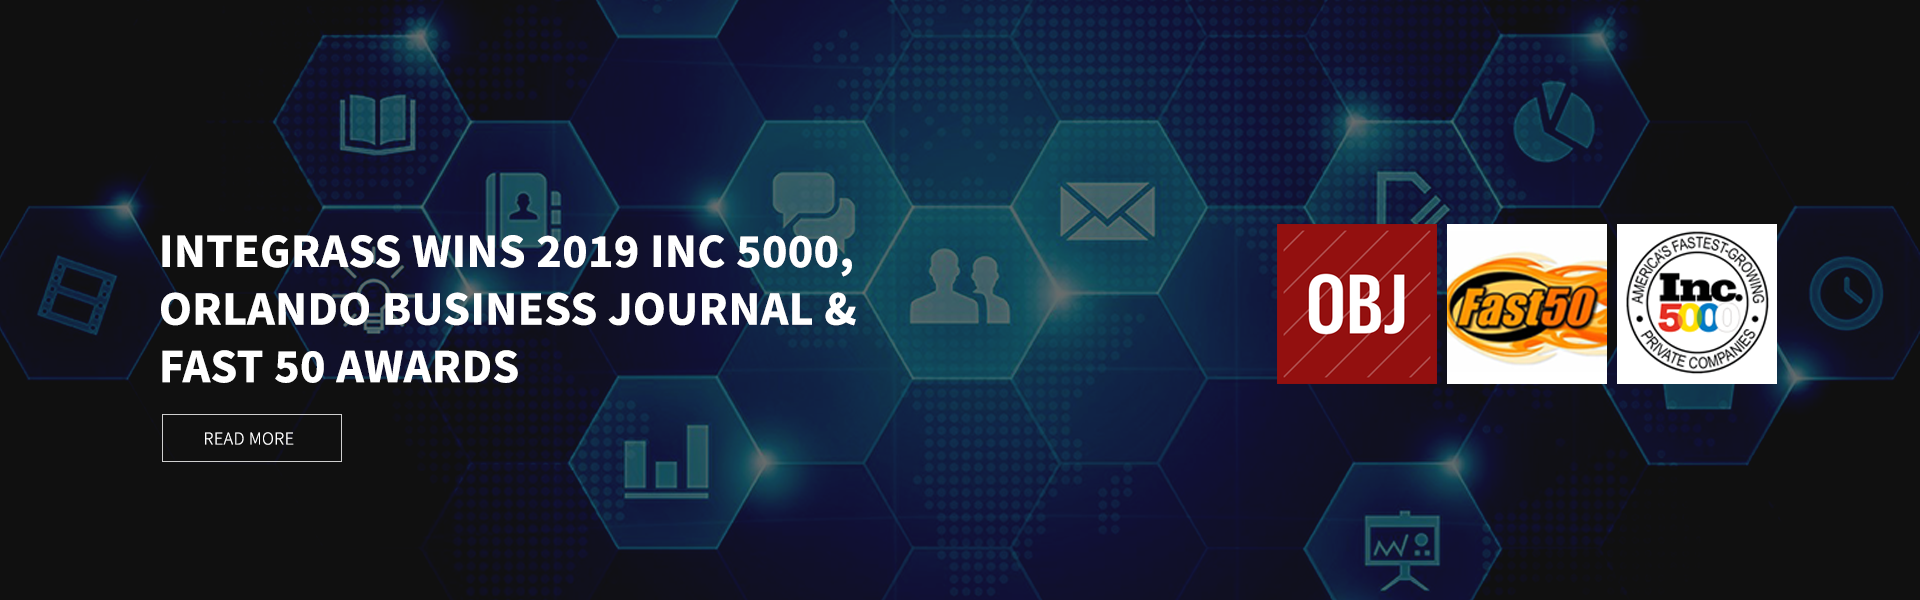 INTEGRASS WINS 2019 INC 5000,
ORLANDO BUSINESS JOURNAL &
FAST 50 AWARDS
READ MORE
OBJ
Fast50
AMERICA'S FASTEST-GROWING
Inc.
5000
• PRIVATE COMPANIES •